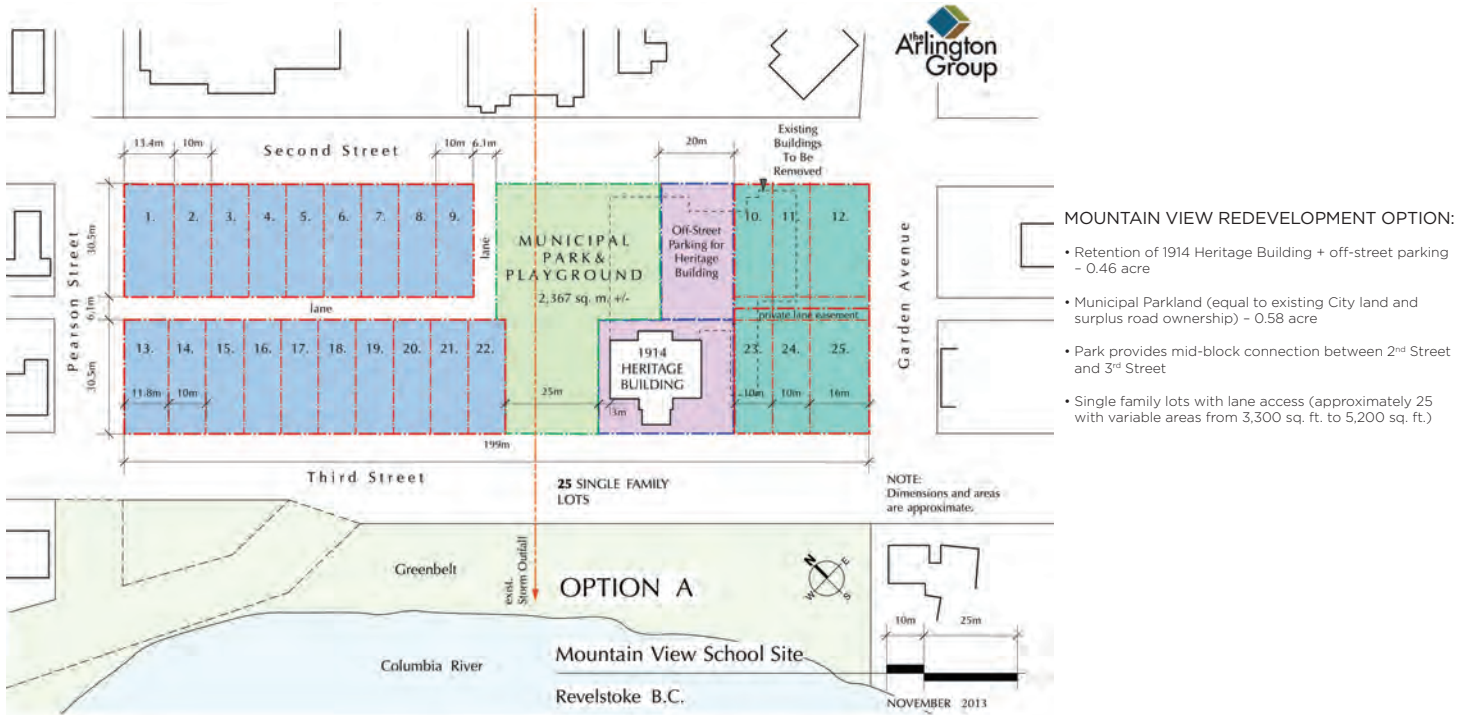 the
Arlington
Group
Existing
Buildings
To Be
Removed
13.4m
10m
Second Street
10m
6.1m
20m
1.
2.
3.
4.
5.
6.
7.
8.
9.
10.
11.
12.
30.5m
lane
MUNICIPAL
PARK &
PLAYGROUND
2,367 sq. m. +/-
Off-Street
Parking for
Heritage
Building
Pearson Street
Garden Avenue
6.1m
lane
private lane easement
13.
14.
15.
16.
17.
18.
19.
20.
21.
22.
23.
24.
25.
1914
HERITAGE
BUILDING
30.5m
11.8m
10m
25m
3m
10m
10m
16m
199m
Third Street
25 SINGLE FAMILY
LOTS
NOTE:
Dimensions and areas
are approximate.
Greenbelt
exist.
Storm Outfall
OPTION A
N
E
W
S
10m
25m
Columbia River
Mountain View School Site
Revelstoke B.C.
NOVEMBER 2013
MOUNTAIN VIEW REDEVELOPMENT OPTION:
• Retention of 1914 Heritage Building + off-street parking
– 0.46 acre
• Municipal Parkland (equal to existing City land and
surplus road ownership) – 0.58 acre
• Park provides mid-block connection between 2nd Street
and 3rd Street
• Single family lots with lane access (approximately 25
with variable areas from 3,300 sq. ft. to 5,200 sq. ft.)